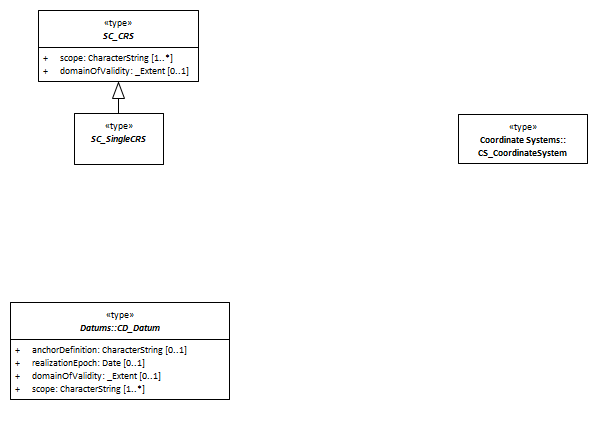 «type»
SC_CRS
+ scope: CharacterString [1..*]
+ domainOfValidity: _Extent [0..1]
«type»
SC_SingleCRS
«type»
Coordinate Systems::
CS_CoordinateSystem
«type»
Datums::CD_Datum
+ anchorDefinition: CharacterString [0..1]
+ realizationEpoch: Date [0..1]
+ domainOfValidity: _Extent [0..1]
+ scope: CharacterString [1..*]